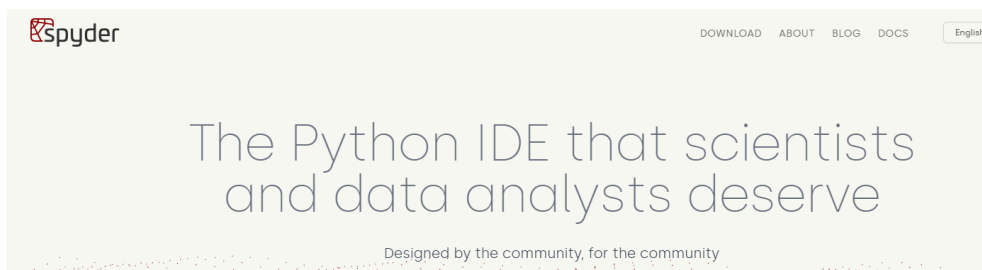 spyder
DOWNLOAD ABOUT BLOG DOCS English
The Python IDE that scientists
and data analysts deserve
Designed by the community, for the community